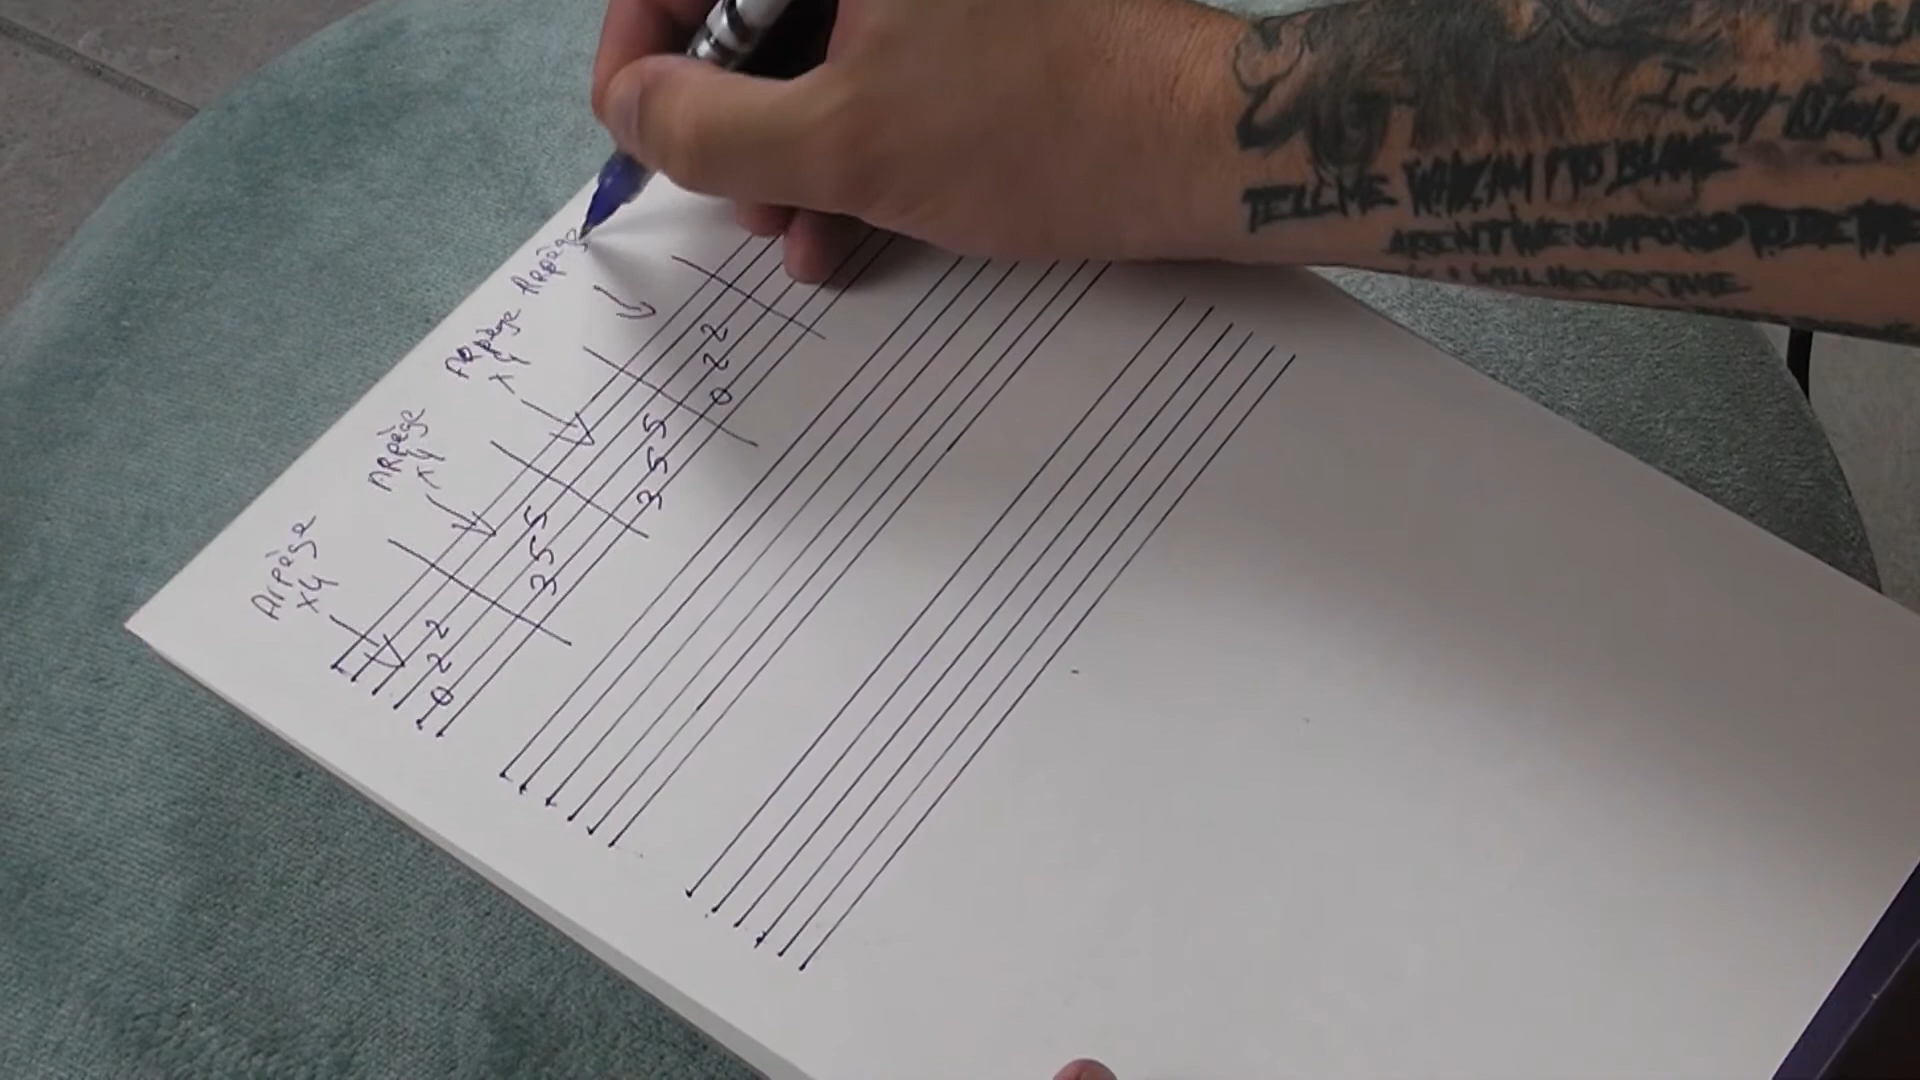 Arpège ARpège ARpège ARpège
x4 x4 x4
2 5 5 2
2 5 5 2
0 3 3 0
TELL ME WHY AM I TO BLAME
AREN'T WE SUPPOSED TO BE THE